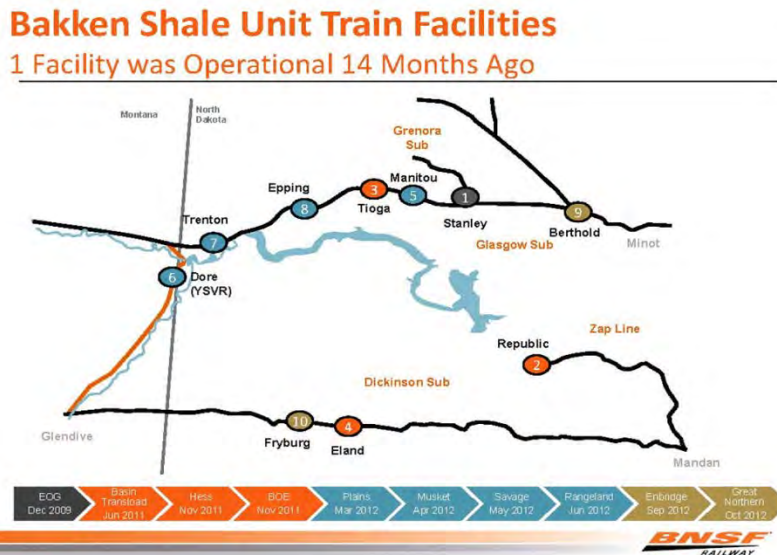 Bakken Shale Unit Train Facilities
1 Facility was Operational 14 Months Ago
Montana
North
Dakota
Grenora
Sub
Manitou
Epping
3
5
1
8
Tioga
Stanley
9
Trenton
Berthold
7
Glasgow Sub
Minot
6
Dore
(YSVR)
Zap Line
Republic
2
Dickinson Sub
10
4
Glendive
Fryburg
Eland
Mandan
EOG
Dec 2009
Basin
Transload
Jun 2011
Hess
Nov 2011
BOE
Nov 2011
Plains
Mar 2012
Musket
Apr 2012
Savage
May 2012
Rangeland
Jun 2012
Enbridge
Sep 2012
Great
Northern
Oct 2012
BNSF
RAILWAY